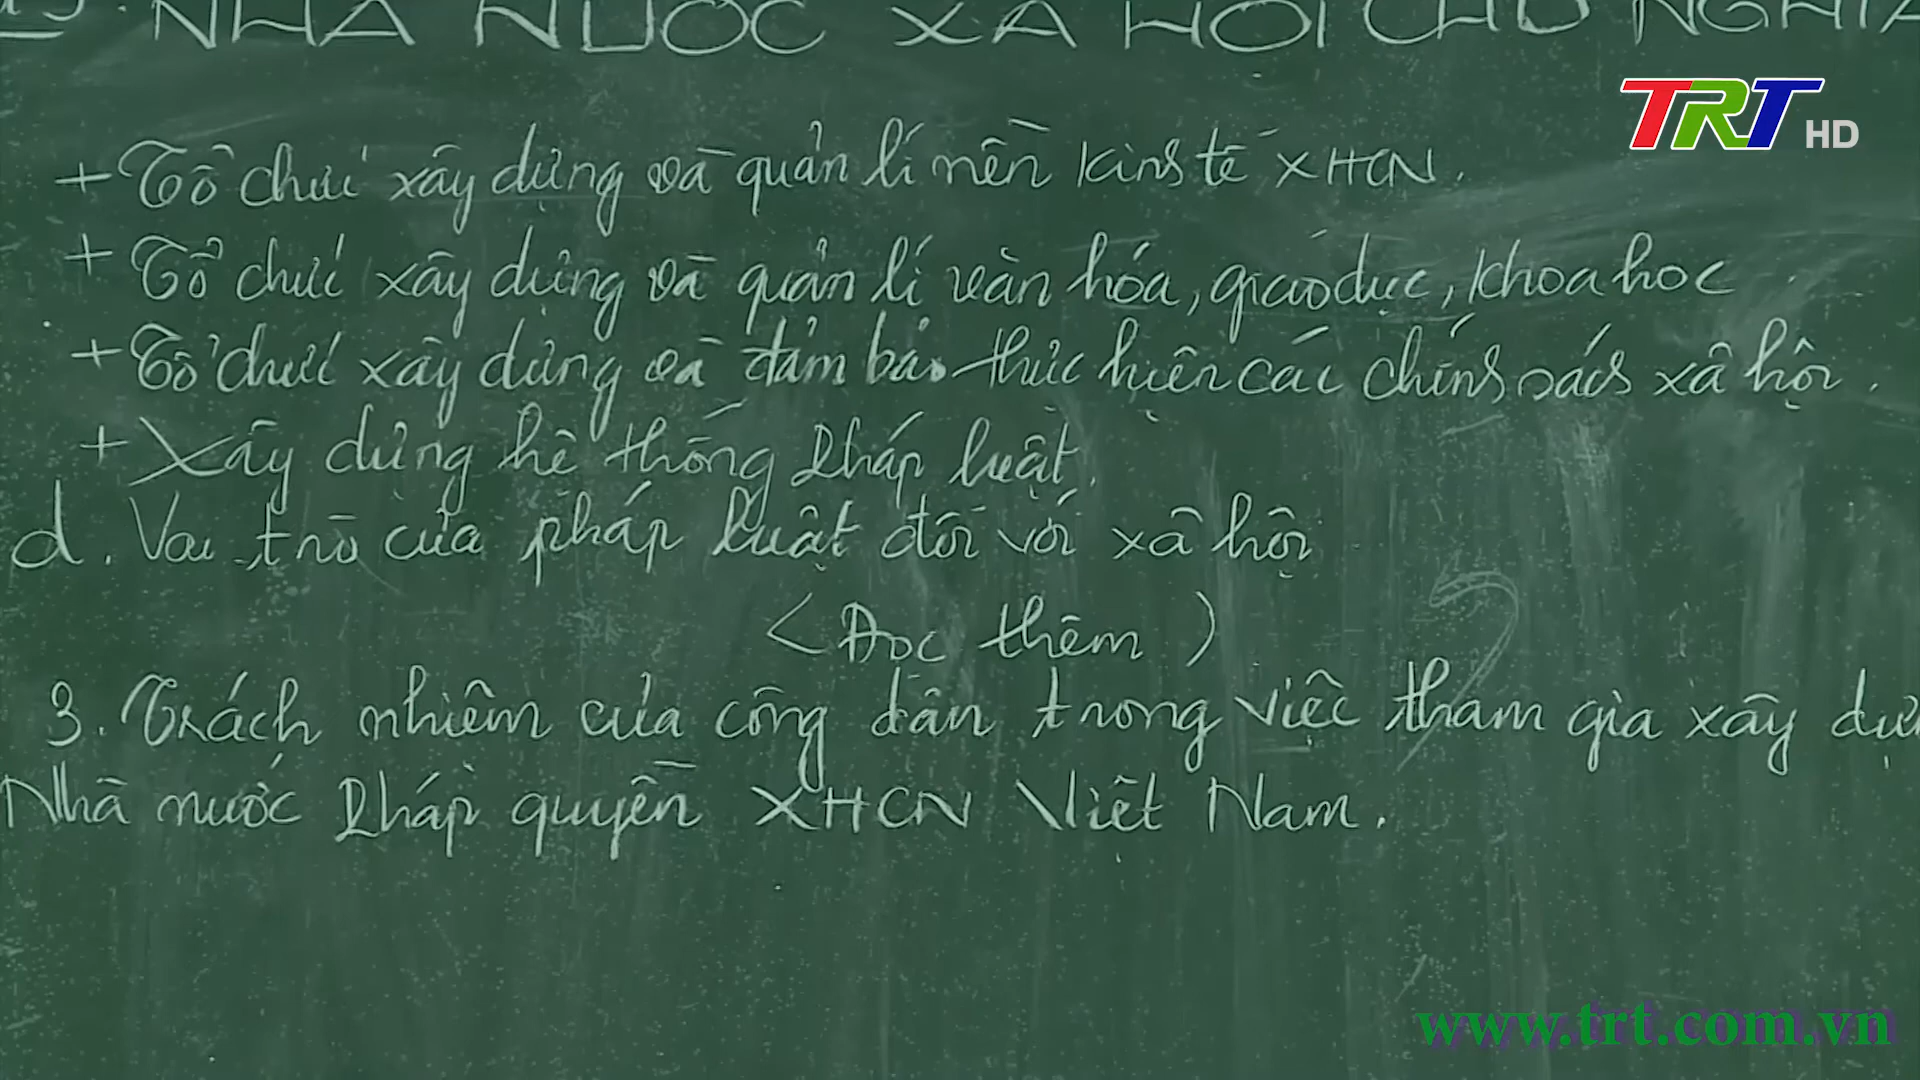 NHÀ NƯỚC XÃ HỘI CHỦ NGHĨA
TRT HD
+ Tổ chức xây dựng và quản lí nền kinh tế XHCN.
+ Tổ chức xây dựng và quản lí văn hóa, giáo dục, khoa học
+ Tổ chức xây dựng và đảm bảo thực hiện các chính sách xã hội.
+ Xây dựng hệ thống pháp luật.
d. Vai trò của pháp luật đối với xã hội
(Đọc thêm)
3. Trách nhiệm của công dân trong việc tham gia xây dựn
Nhà nước pháp quyền XHCN Việt Nam.
www.trt.com.vn